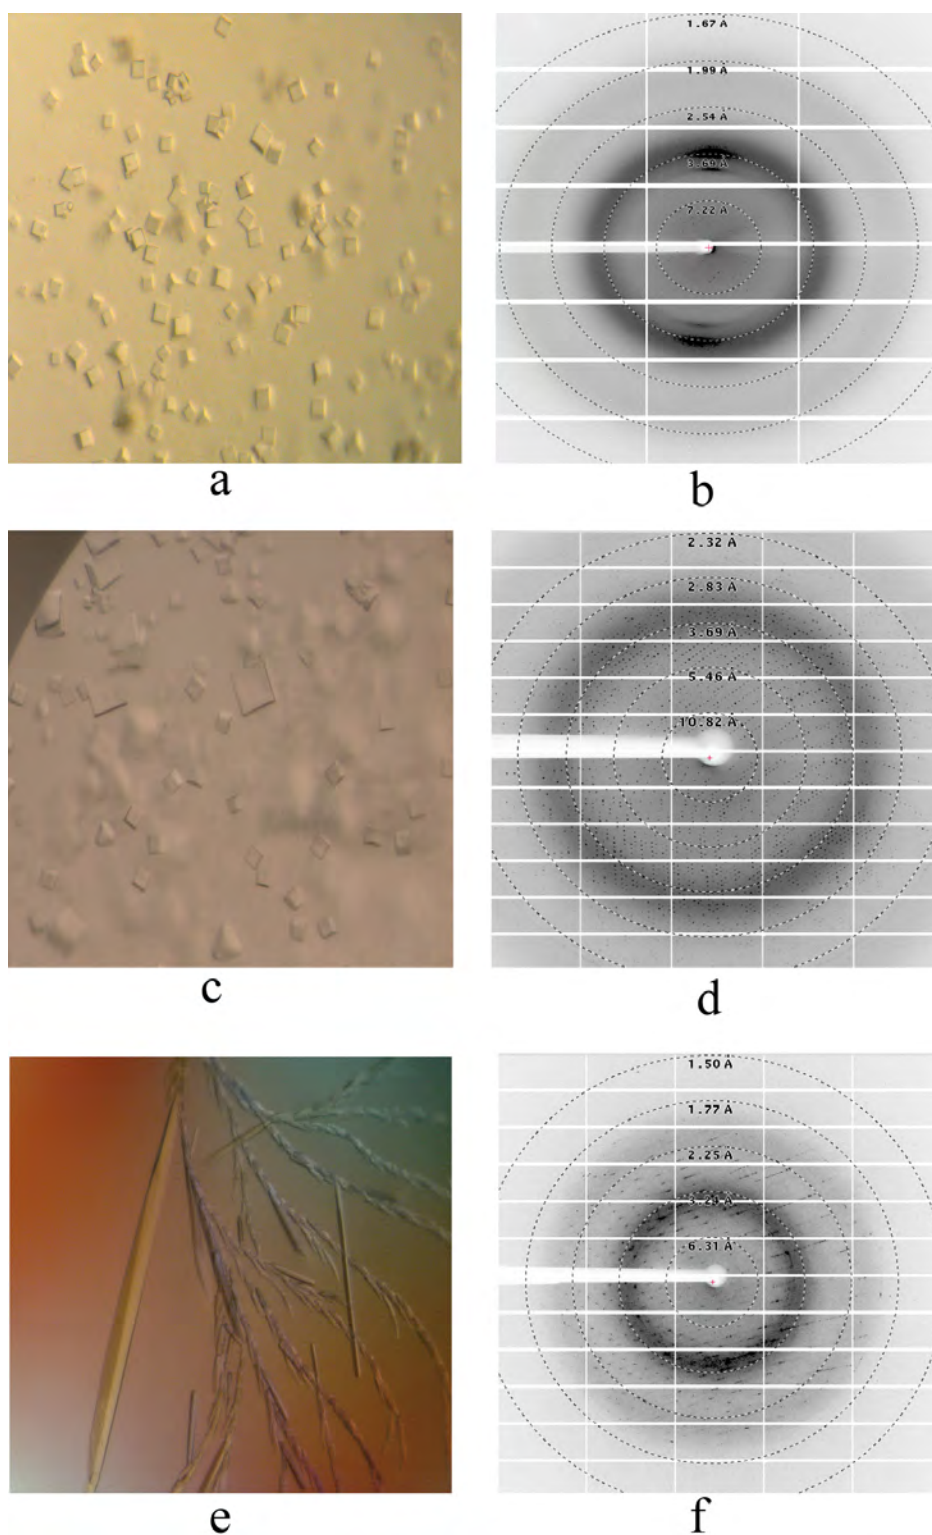 1.67 Å
1.99 Å
2.54 Å
3.69 Å
7.22 Å
a
b
2.32 Å
2.83 Å
3.69 Å
5.46 Å
10.82 Å
c
d
1.50 Å
1.77 Å
2.25 Å
6.31 Å
e
f